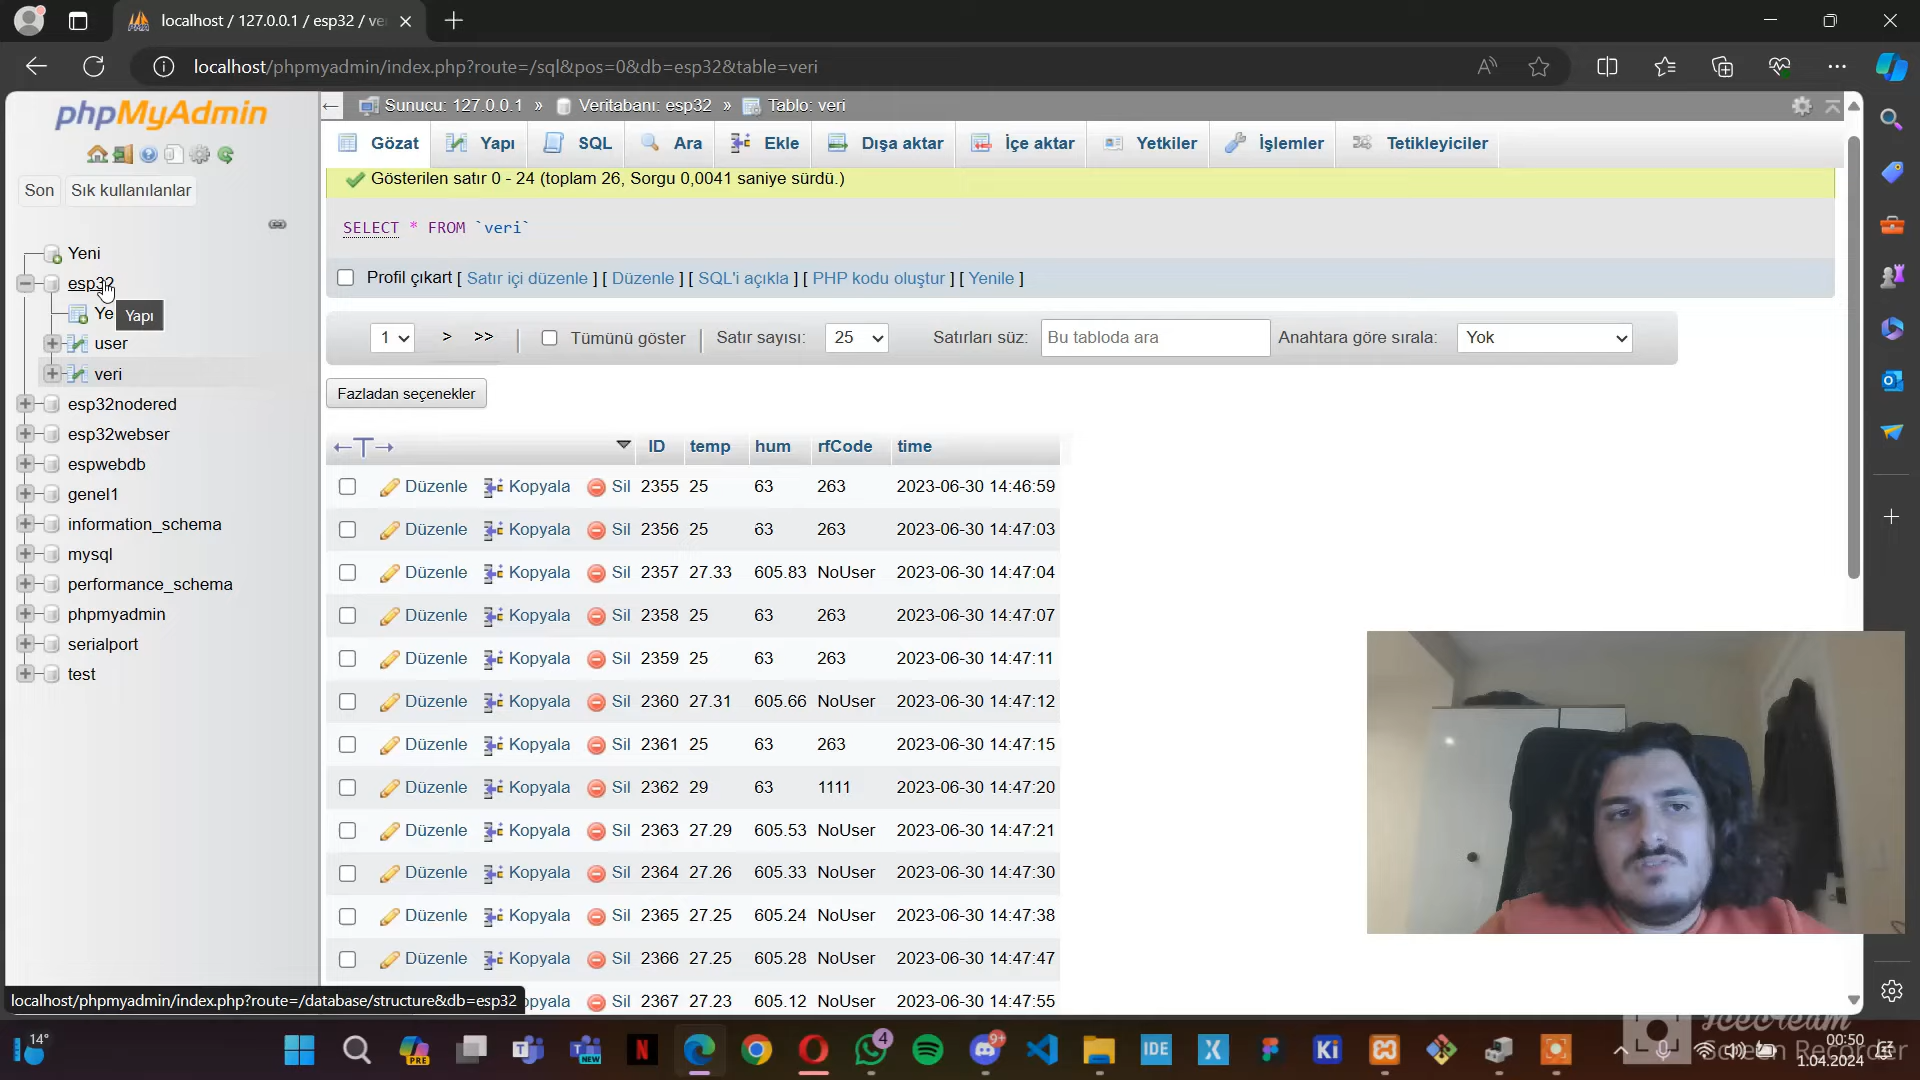 localhost / 127.0.0.1 / esp32 / ve
localhost/phpmyadmin/index.php?route=/sql&pos=0&db=esp32&table=veri
phpMyAdmin
Son
Sık kullanılanlar
Yeni
esp32
Ye
Yapı
user
veri
esp32nodered
esp32webser
espwebdb
genel1
information_schema
mysql
performance_schema
phpmyadmin
serialport
test
localhost/phpmyadmin/index.php?route=/database/structure&db=esp32
Sunucu: 127.0.0.1 » Veritabanı: esp32 » Tablo: veri
Gözat Yapı SQL Ara Ekle Dışa aktar İçe aktar Yetkiler İşlemler Tetikleyiciler
Gösterilen satır 0 - 24 (toplam 26, Sorgu 0,0041 saniye sürdü.)
SELECT * FROM `veri`
Profil çıkart [ Satır içi düzenle ] [ Düzenle ] [ SQL'i açıkla ] [ PHP kodu oluştur ] [ Yenile ]
1 > >> | Tümünü göster | Satır sayısı: 25 Satırları süz: Bu tabloda ara Anahtara göre sırala: Yok
Fazladan seçenekler
←T→ ID temp hum rfCode time
Düzenle Kopyala Sil 2355 25 63 263 2023-06-30 14:46:59
Düzenle Kopyala Sil 2356 25 63 263 2023-06-30 14:47:03
Düzenle Kopyala Sil 2357 27.33 605.83 NoUser 2023-06-30 14:47:04
Düzenle Kopyala Sil 2358 25 63 263 2023-06-30 14:47:07
Düzenle Kopyala Sil 2359 25 63 263 2023-06-30 14:47:11
Düzenle Kopyala Sil 2360 27.31 605.66 NoUser 2023-06-30 14:47:12
Düzenle Kopyala Sil 2361 25 63 263 2023-06-30 14:47:15
Düzenle Kopyala Sil 2362 29 63 1111 2023-06-30 14:47:20
Düzenle Kopyala Sil 2363 27.29 605.53 NoUser 2023-06-30 14:47:21
Düzenle Kopyala Sil 2364 27.26 605.33 NoUser 2023-06-30 14:47:30
Düzenle Kopyala Sil 2365 27.25 605.24 NoUser 2023-06-30 14:47:38
Düzenle Kopyala Sil 2366 27.25 605.28 NoUser 2023-06-30 14:47:47
pyala Sil 2367 27.23 605.12 NoUser 2023-06-30 14:47:55
14°
PRE
NEW
N
4
9+
IDE
X
Ki
Icecream
Screen Recorder
00:50
1.04.2024